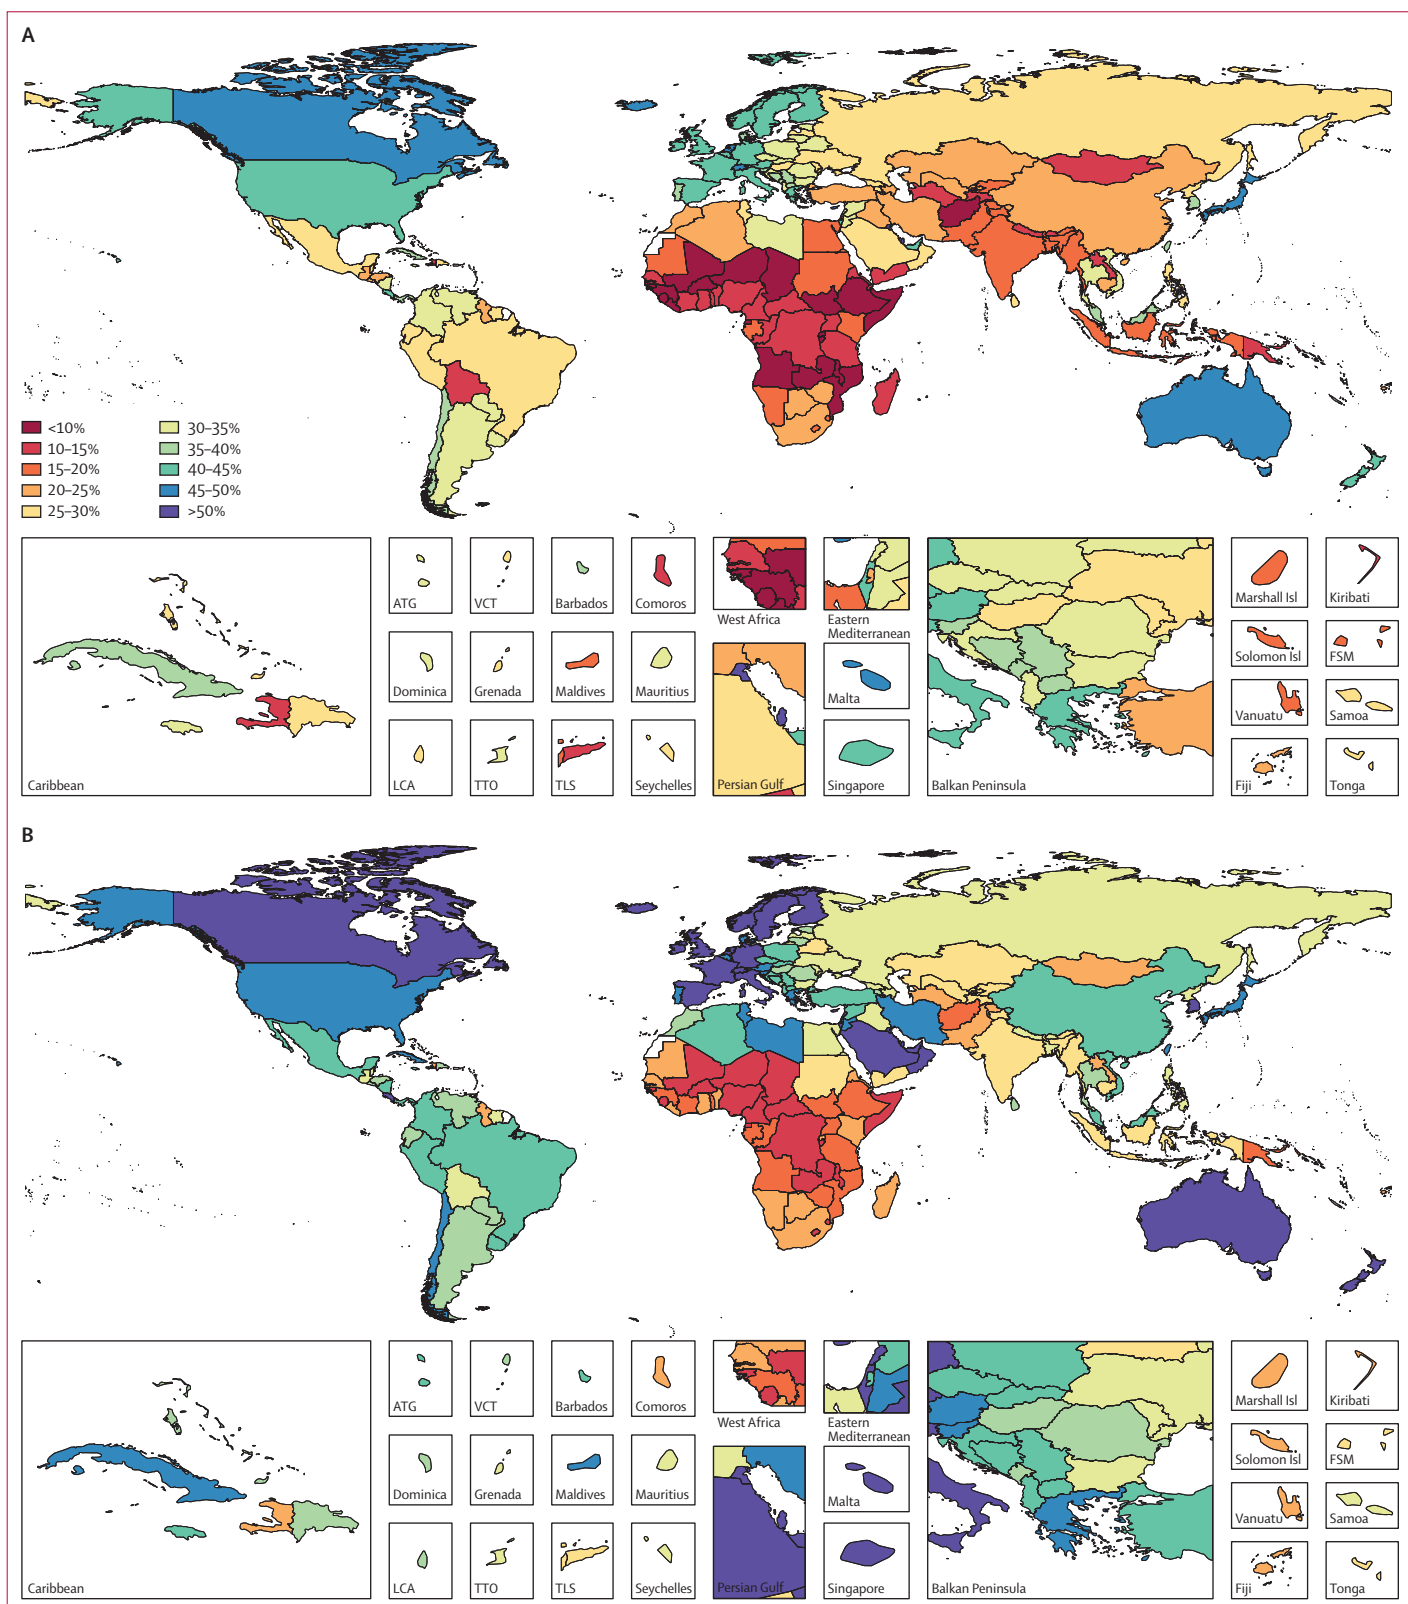 A
<10%
10–15%
15–20%
20–25%
25–30%
30–35%
35–40%
40–45%
45–50%
>50%
Caribbean
ATG
VCT
Barbados
Comoros
Dominica
Grenada
Maldives
Mauritius
LCA
TTO
TLS
Seychelles
West Africa
Eastern
Mediterranean
Persian Gulf
Malta
Singapore
Balkan Peninsula
Marshall Isl
Kiribati
Solomon Isl
FSM
Vanuatu
Samoa
Fiji
Tonga
B
Caribbean
ATG
VCT
Barbados
Comoros
Dominica
Grenada
Maldives
Mauritius
LCA
TTO
TLS
Seychelles
West Africa
Eastern
Mediterranean
Persian Gulf
Malta
Singapore
Balkan Peninsula
Marshall Isl
Kiribati
Solomon Isl
FSM
Vanuatu
Samoa
Fiji
Tonga